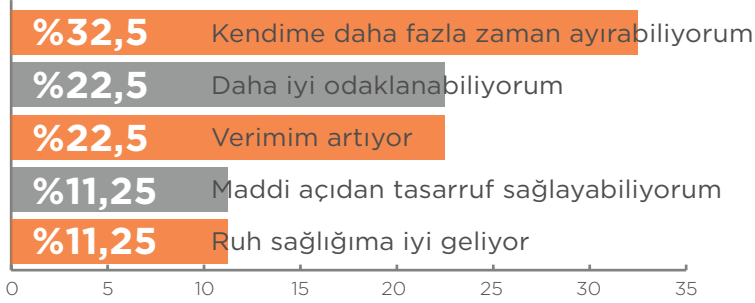 %32,5 Kendime daha fazla zaman ayırabiliyorum
%22,5 Daha iyi odaklanabiliyorum
%22,5 Verimim artıyor
%11,25 Maddi açıdan tasarruf sağlayabiliyorum
%11,25 Ruh sağlığıma iyi geliyor
0 5 10 15 20 25 30 35